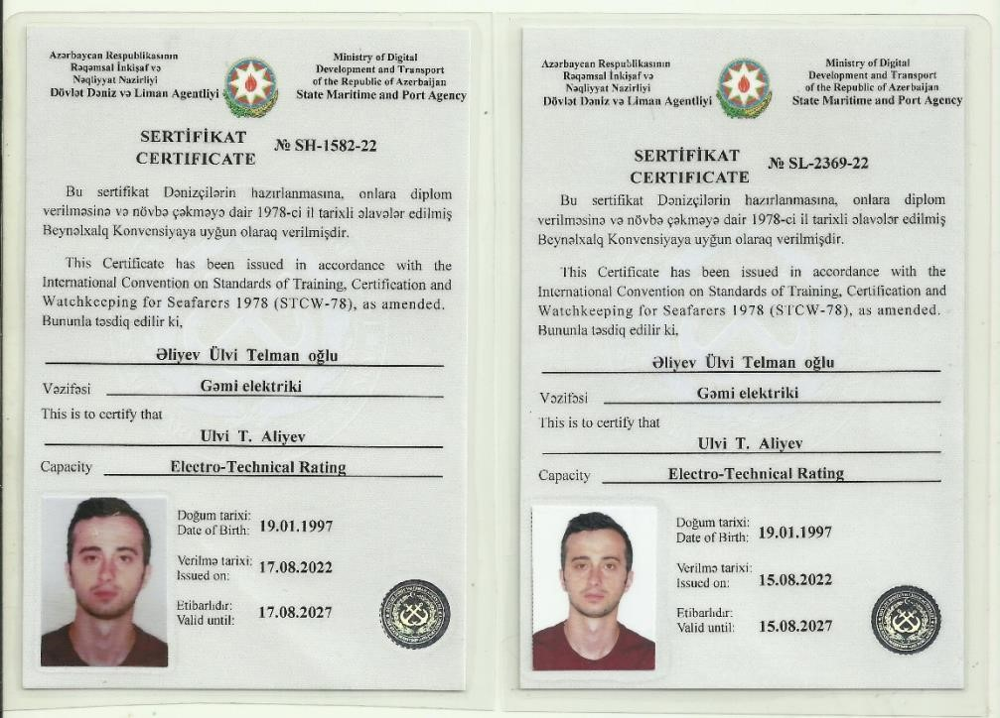 Azərbaycan Respublikasının
Rəqəmsal İnkişaf və
Nəqliyyat Nazirliyi
Dövlət Dəniz və Liman Agentliyi
Ministry of Digital
Development and Transport
of the Republic of Azerbaijan
State Maritime and Port Agency
SERTİFİKAT
CERTIFICATE
№ SH-1582-22
Bu sertifikat Dənizçilərin hazırlanmasına, onlara diplom
verilməsinə və növbə çəkməyə dair 1978-ci il tarixli əlavələr edilmiş
Beynəlxalq Konvensiyaya uyğun olaraq verilmişdir.
This Certificate has been issued in accordance with the
International Convention on Standards of Training, Certification and
Watchkeeping for Seafarers 1978 (STCW-78), as amended.
Bununla təsdiq edilir ki,
Əliyev Ülvi Telman oğlu
Vəzifəsi Gəmi elektriki
This is to certify that
Ulvi T. Aliyev
Capacity Electro-Technical Rating
Doğum tarixi:
Date of Birth: 19.01.1997
Verilmə tarixi:
Issued on: 17.08.2022
Etibarlıdır:
Valid until: 17.08.2027
Azərbaycan Respublikasının
Rəqəmsal İnkişaf və
Nəqliyyat Nazirliyi
Dövlət Dəniz və Liman Agentliyi
Ministry of Digital
Development and Transport
of the Republic of Azerbaijan
State Maritime and Port Agency
SERTİFİKAT
CERTIFICATE
№ SL-2369-22
Bu sertifikat Dənizçilərin hazırlanmasına, onlara diplom
verilməsinə və növbə çəkməyə dair 1978-ci il tarixli əlavələr edilmiş
Beynəlxalq Konvensiyaya uyğun olaraq verilmişdir.
This Certificate has been issued in accordance with the
International Convention on Standards of Training, Certification and
Watchkeeping for Seafarers 1978 (STCW-78), as amended.
Bununla təsdiq edilir ki,
Əliyev Ülvi Telman oğlu
Vəzifəsi Gəmi elektriki
This is to certify that
Ulvi T. Aliyev
Capacity Electro-Technical Rating
Doğum tarixi:
Date of Birth: 19.01.1997
Verilmə tarixi:
Issued on: 15.08.2022
Etibarlıdır:
Valid until: 15.08.2027